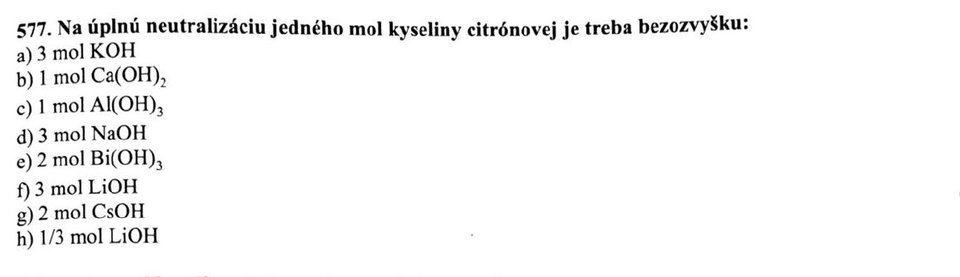 577. Na úplnú neutralizáciu jedného mol kyseliny citrónovej je treba bezozvyšku:
a) 3 mol KOH
b) 1 mol Ca(OH)₂
c) 1 mol Al(OH)₃
d) 3 mol NaOH
e) 2 mol Bi(OH)₃
f) 3 mol LiOH
g) 2 mol CsOH
h) 1/3 mol LiOH